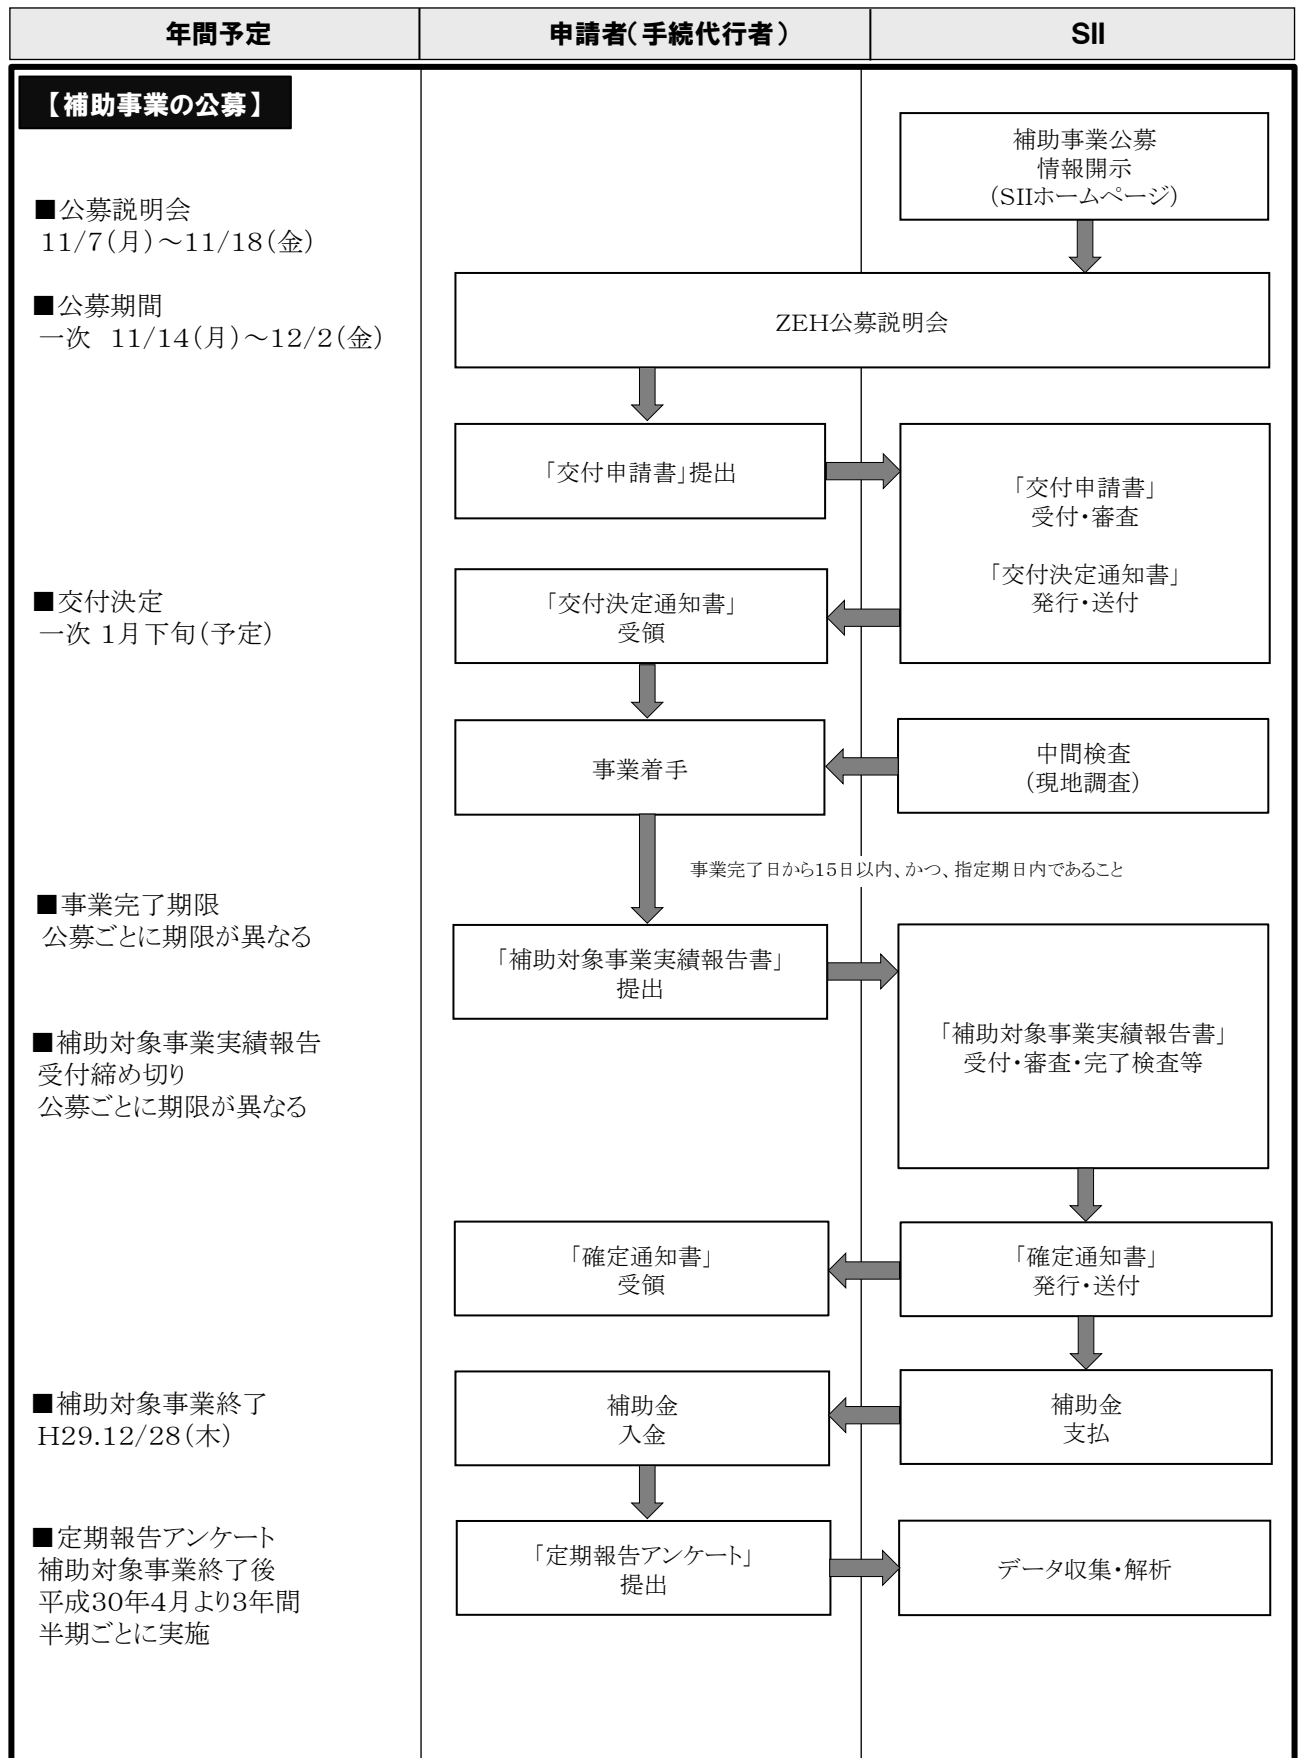 年間予定
申請者(手続代行者)
SII
【補助事業の公募】
補助事業公募
情報開示
(SIIホームページ)
■公募説明会
11/7(月)～11/18(金)
■公募期間
一次 11/14(月)～12/2(金)
ZEH公募説明会
「交付申請書」提出
「交付申請書」
受付・審査
「交付決定通知書」
発行・送付
■交付決定
一次 1月下旬(予定)
「交付決定通知書」
受領
事業着手
中間検査
(現地調査)
事業完了日から15日以内、かつ、指定期日内であること
■事業完了期限
公募ごとに期限が異なる
「補助対象事業実績報告書」
提出
■補助対象事業実績報告
受付締め切り
公募ごとに期限が異なる
「補助対象事業実績報告書」
受付・審査・完了検査等
「確定通知書」
受領
「確定通知書」
発行・送付
■補助対象事業終了
H29.12/28(木)
補助金
入金
補助金
支払
■定期報告アンケート
補助対象事業終了後
平成30年4月より3年間
半期ごとに実施
「定期報告アンケート」
提出
データ収集・解析